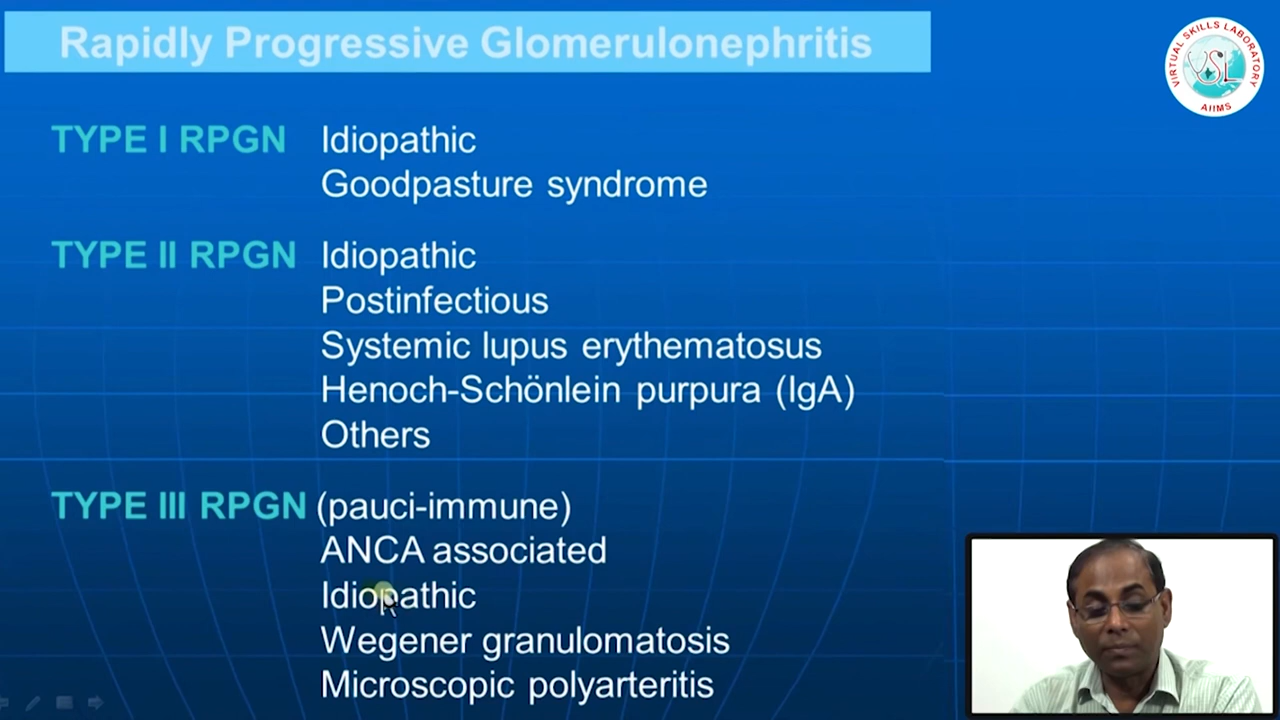 Rapidly Progressive Glomerulonephritis
VIRTUAL SKILLS LABORATORY
VSL
AIIMS
TYPE I RPGN Idiopathic
Goodpasture syndrome
TYPE II RPGN Idiopathic
Postinfectious
Systemic lupus erythematosus
Henoch-Schönlein purpura (IgA)
Others
TYPE III RPGN (pauci-immune)
ANCA associated
Idiopathic
Wegener granulomatosis
Microscopic polyarteritis